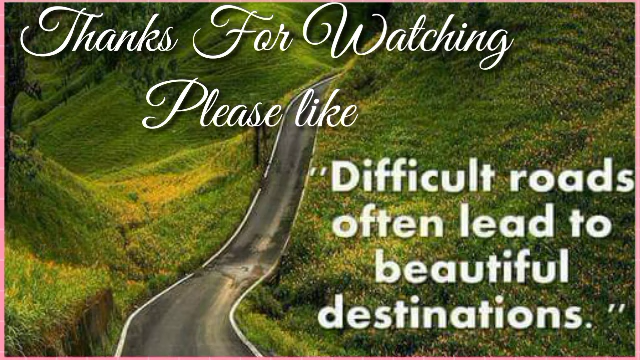 Thanks For Watching
Please like
"Difficult roads
often lead to
beautiful
destinations. "